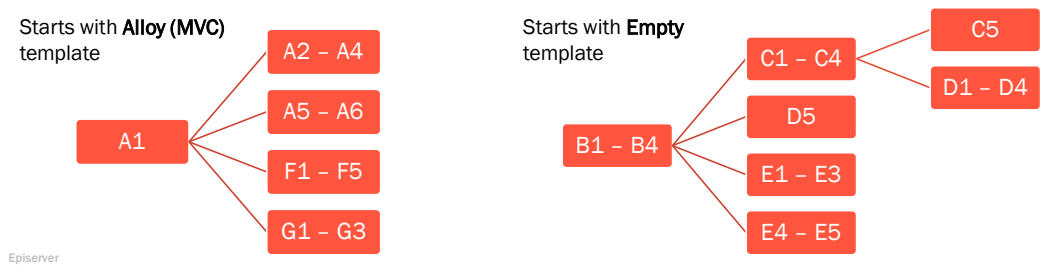 Starts with Alloy (MVC)
template
A1
A2 – A4
A5 – A6
F1 – F5
G1 – G3
Starts with Empty
template
B1 – B4
C1 – C4
D5
E1 – E3
E4 – E5
C5
D1 – D4
Episerver